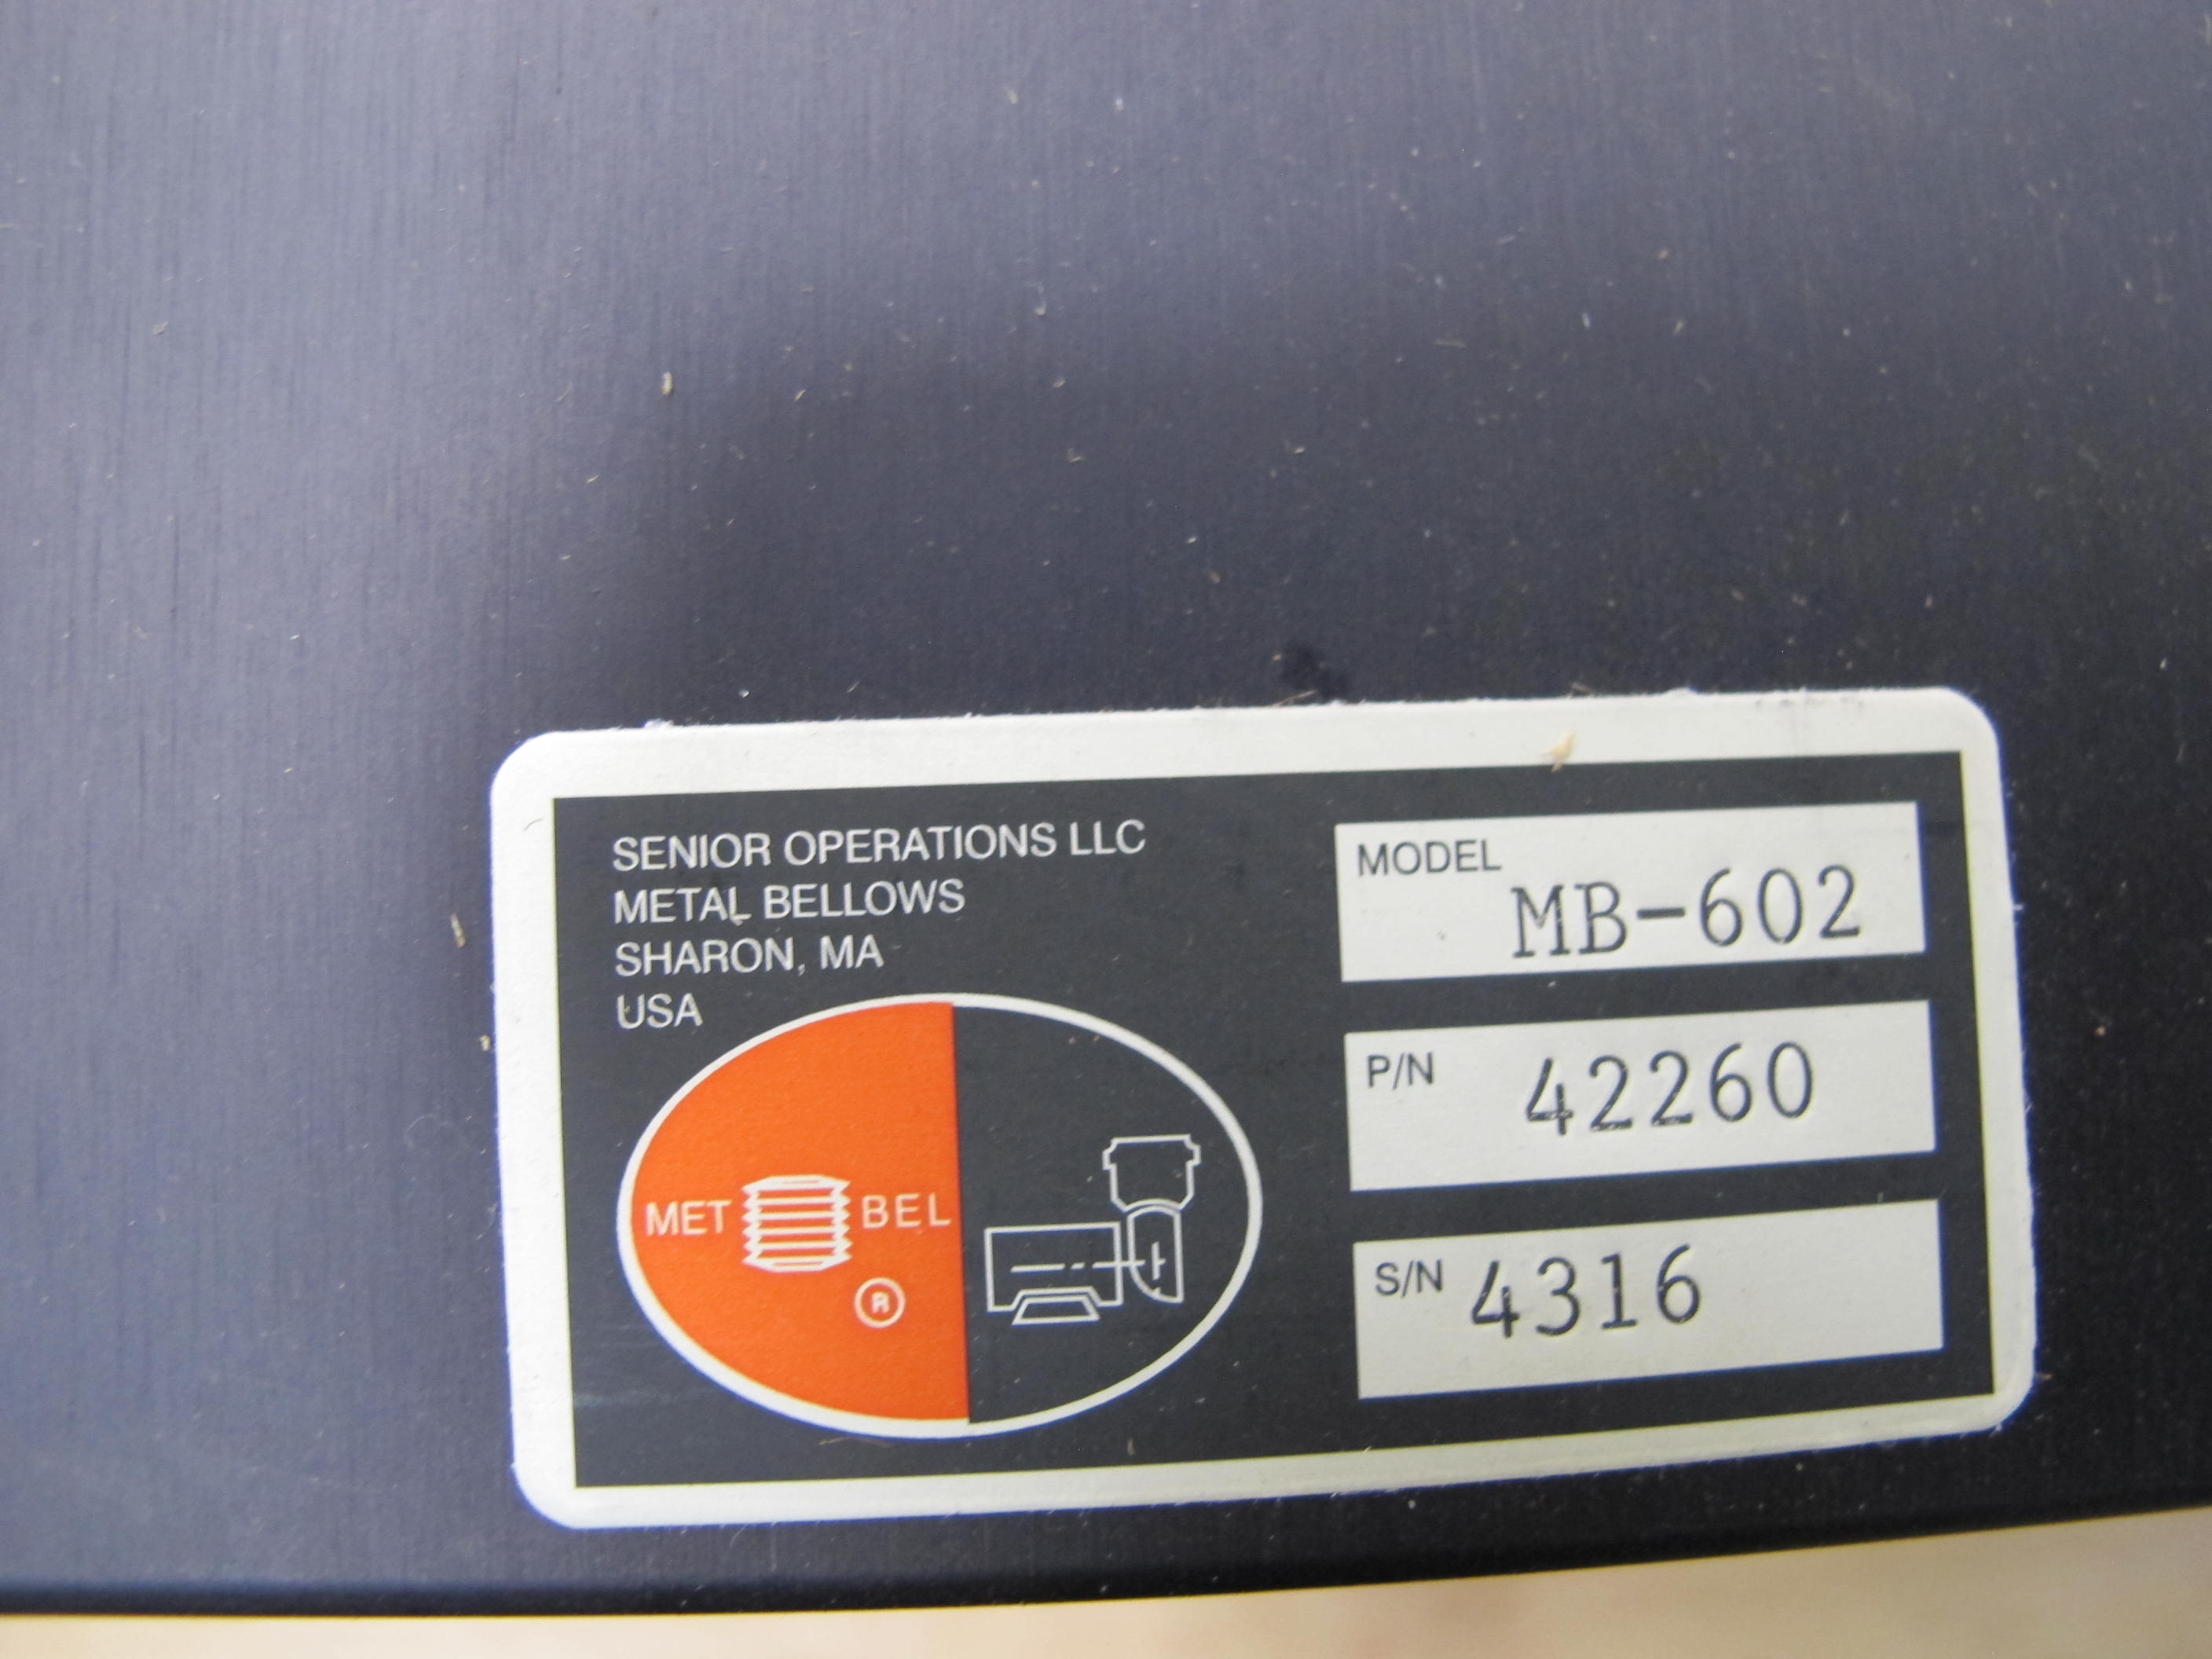 SENIOR OPERATIONS LLC
METAL BELLOWS
SHARON, MA
USA
MET BEL
®
MODEL MB-602
P/N 42260
S/N 4316